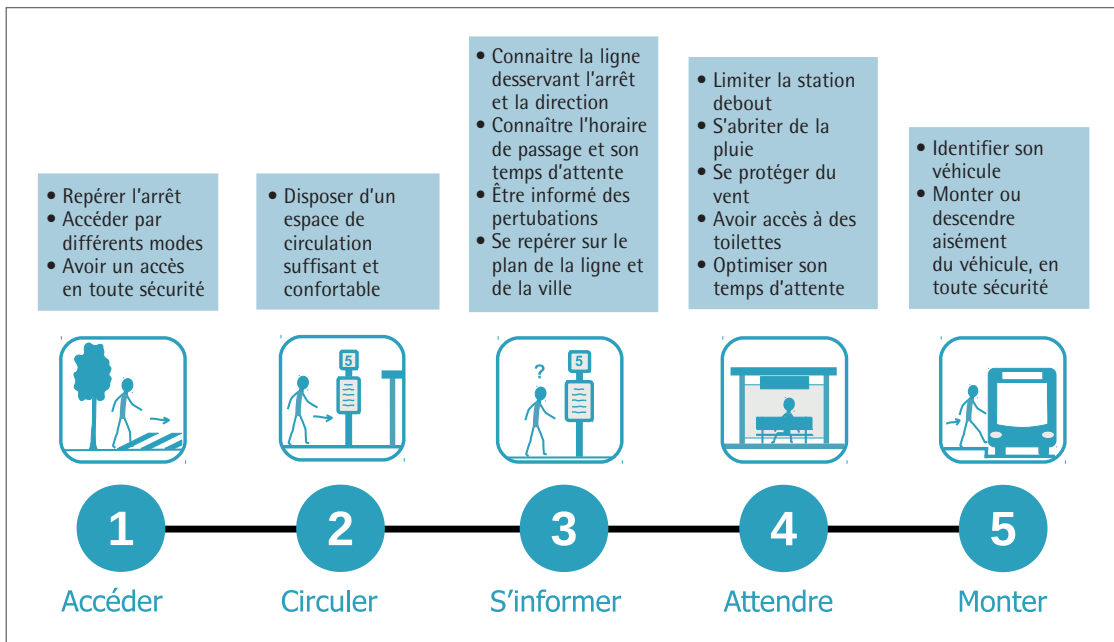 • Repérer l'arrêt
• Accéder par
différents modes
• Avoir un accès
en toute sécurité
• Disposer d'un
espace de
circulation
suffisant et
confortable
• Connaitre la ligne
desservant l'arrêt
et la direction
• Connaître l'horaire
de passage et son
temps d'attente
• Être informé des
pertubations
• Se repérer sur le
plan de la ligne et
de la ville
• Limiter la station
debout
• S'abriter de la
pluie
• Se protéger du
vent
• Avoir accès à des
toilettes
• Optimiser son
temps d'attente
• Identifier son
véhicule
• Monter ou
descendre
aisément
du véhicule, en
toute sécurité
5
?
5
1
2
3
4
5
Accéder
Circuler
S'informer
Attendre
Monter